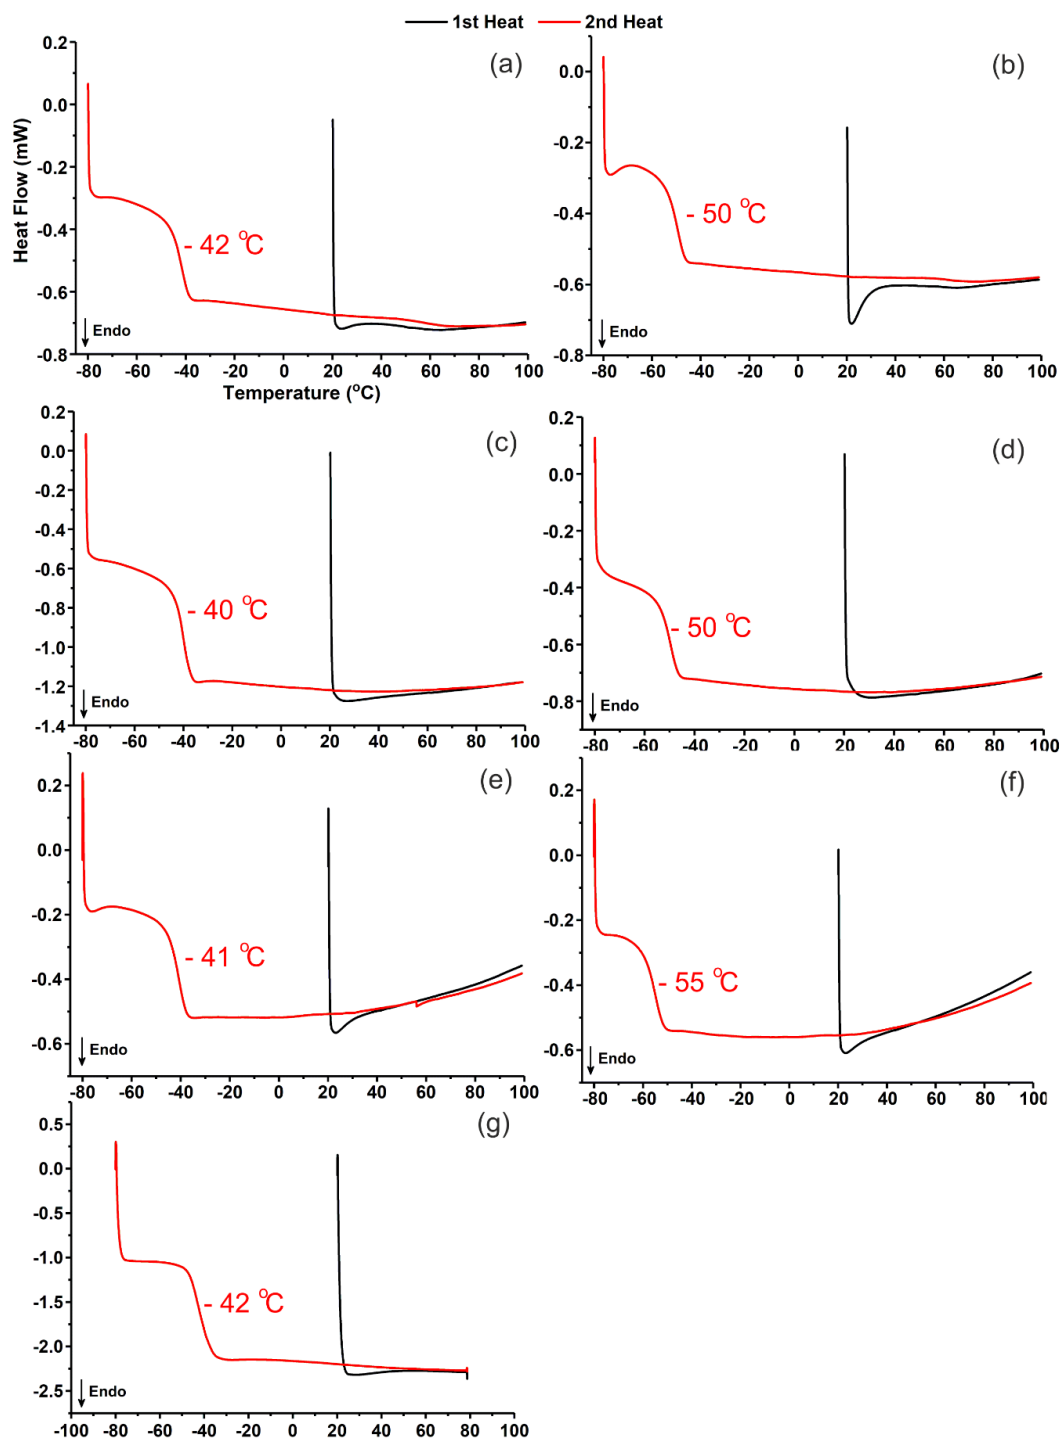 1st Heat 2nd Heat
(a)
Heat Flow (mW)
0.2
0.0
-0.2
-0.4
-0.6
-0.8
- 42 °C
Endo
-80 -60 -40 -20 0 20 40 60 80 100
Temperature (°C)
(b)
0.0
-0.2
-0.4
-0.6
-0.8
- 50 °C
Endo
-80 -60 -40 -20 0 20 40 60 80 100
(c)
0.2
0.0
-0.2
-0.4
-0.6
-0.8
-1.0
-1.2
-1.4
- 40 °C
Endo
-80 -60 -40 -20 0 20 40 60 80 100
(d)
0.2
0.0
-0.2
-0.4
-0.6
-0.8
- 50 °C
Endo
-80 -60 -40 -20 0 20 40 60 80 100
(e)
0.2
0.0
-0.2
-0.4
-0.6
- 41 °C
Endo
-80 -60 -40 -20 0 20 40 60 80 100
(f)
0.2
0.0
-0.2
-0.4
-0.6
- 55 °C
Endo
-80 -60 -40 -20 0 20 40 60 80 100
(g)
0.5
0.0
-0.5
-1.0
-1.5
-2.0
-2.5
- 42 °C
Endo
-100 -80 -60 -40 -20 0 20 40 60 80 100